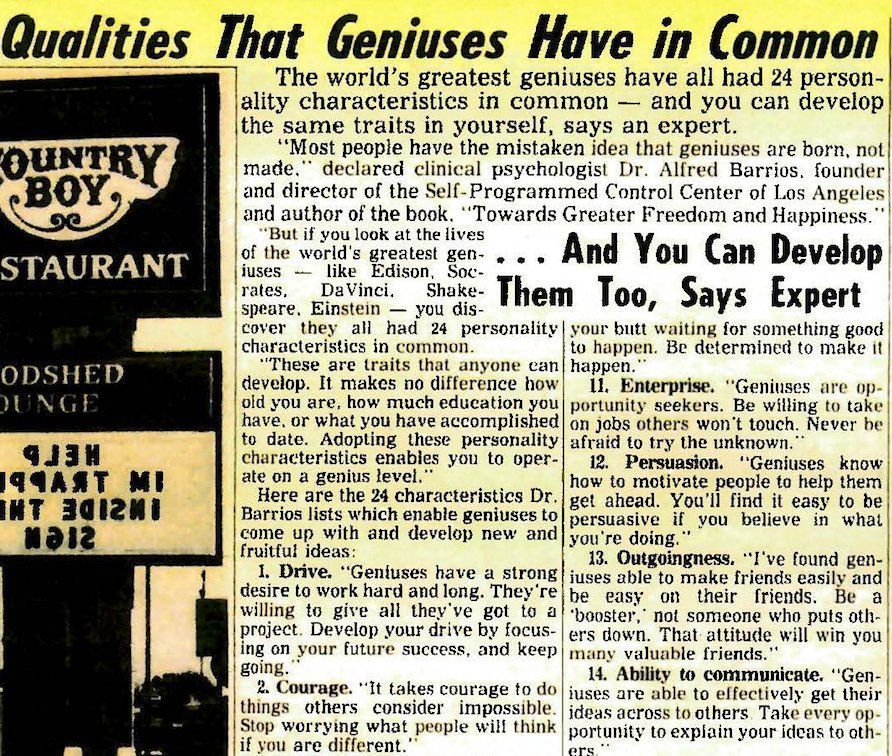 Qualities That Geniuses Have in Common
The world's greatest geniuses have all had 24 person-
ality characteristics in common — and you can develop
the same traits in yourself, says an expert.
"Most people have the mistaken idea that geniuses are born, not
made," declared clinical psychologist Dr. Alfred Barrios, founder
and director of the Self-Programmed Control Center of Los Angeles
and author of the book, "Towards Greater Freedom and Happiness."
... And You Can Develop
Them Too, Says Expert
"But if you look at the lives
of the world's greatest gen-
iuses — like Edison, Soc-
rates, DaVinci, Shake-
speare, Einstein — you dis-
cover they all had 24 personality
characteristics in common.
"These are traits that anyone can
develop. It makes no difference how
old you are, how much education you
have, or what you have accomplished
to date. Adopting these personality
characteristics enables you to oper-
ate on a genius level."
Here are the 24 characteristics Dr.
Barrios lists which enable geniuses to
come up with and develop new and
fruitful ideas:
1. Drive. "Geniuses have a strong
desire to work hard and long. They're
willing to give all they've got to a
project. Develop your drive by focus-
ing on your future success, and keep
going."
2. Courage. "It takes courage to do
things others consider impossible.
Stop worrying what people will think
if you are different."
your butt waiting for something good
to happen. Be determined to make it
happen."
11. Enterprise. "Geniuses are op-
portunity seekers. Be willing to take
on jobs others won't touch. Never be
afraid to try the unknown."
12. Persuasion. "Geniuses know
how to motivate people to help them
get ahead. You'll find it easy to be
persuasive if you believe in what
you're doing."
13. Outgoingness. "I've found gen-
iuses able to make friends easily and
be easy on their friends. Be a
'booster,' not someone who puts oth-
ers down. That attitude will win you
many valuable friends."
14. Ability to communicate. "Gen-
iuses are able to effectively get their
ideas across to others. Take every op-
portunity to explain your ideas to oth-
ers."
OUNTRY
BOY
STAURANT
ODSHED
OUNGE
HELP
IM TRAPP
INSIDE THE
SIGN